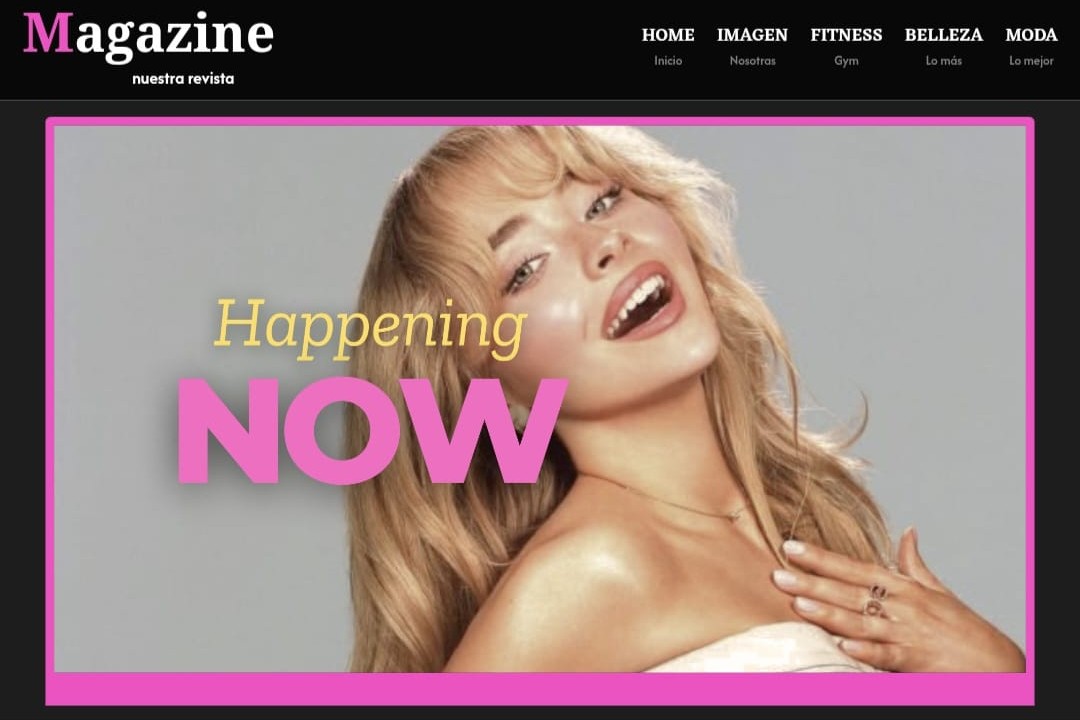 Magazine
nuestra revista
HOME IMAGEN FITNESS BELLEZA MODA
Inicio Nosotras Gym Lo más Lo mejor
Happening
NOW